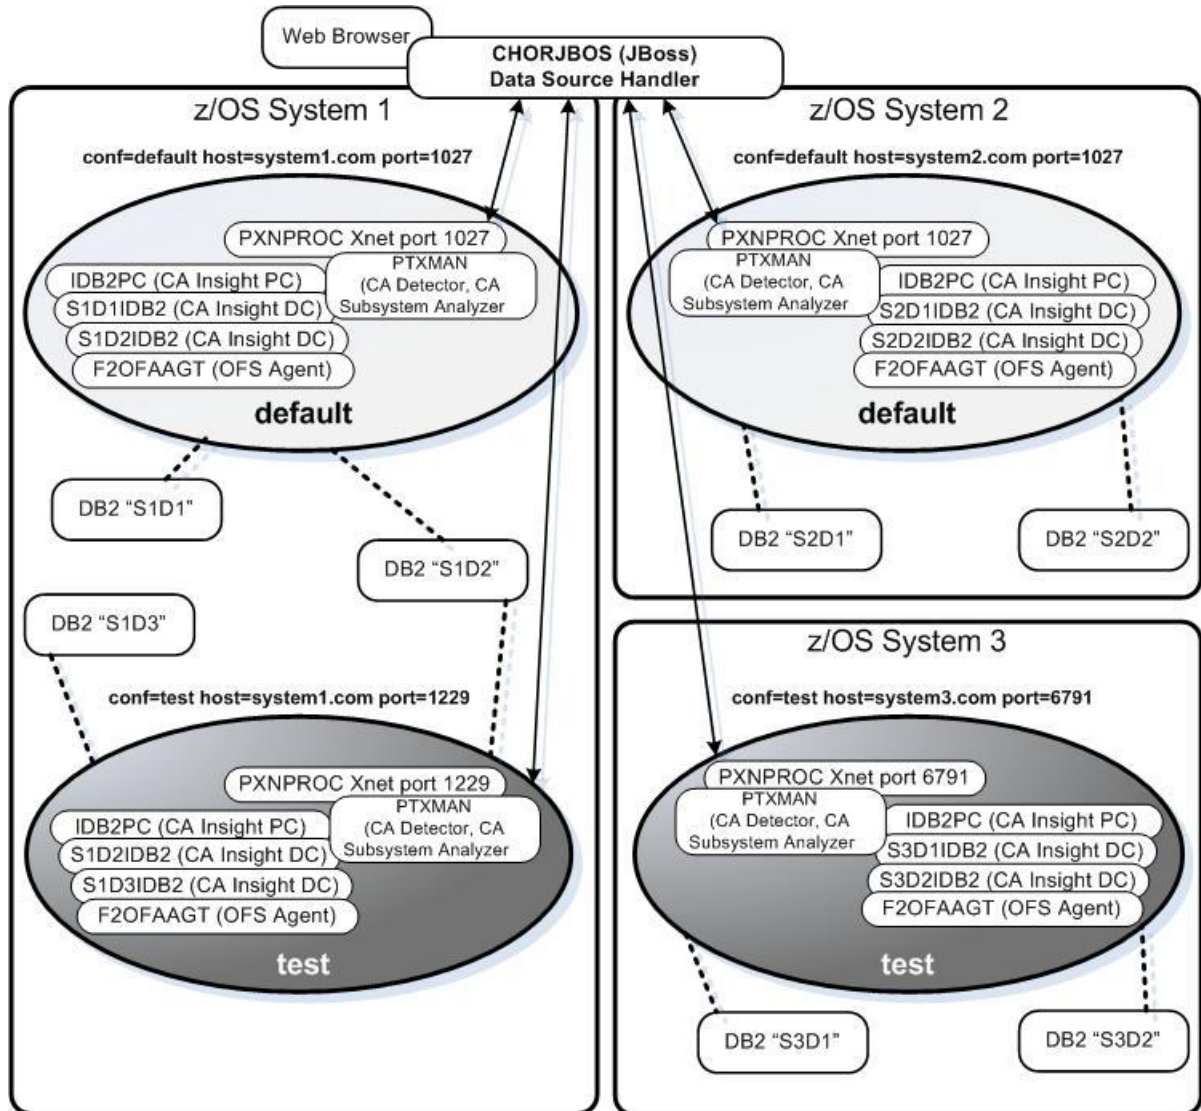 Web Browser
CHORJBOS (JBoss)
Data Source Handler
z/OS System 1
conf=default host=system1.com port=1027
PXNPROC Xnet port 1027
PTXMAN
(CA Detector, CA
Subsystem Analyzer
IDB2PC (CA Insight PC)
S1D1IDB2 (CA Insight DC)
S1D2IDB2 (CA Insight DC)
F2OFAAGT (OFS Agent)
default
DB2 “S1D1”
DB2 “S1D2”
DB2 “S1D3”
conf=test host=system1.com port=1229
PXNPROC Xnet port 1229
PTXMAN
(CA Detector, CA
Subsystem Analyzer
IDB2PC (CA Insight PC)
S1D2IDB2 (CA Insight DC)
S1D3IDB2 (CA Insight DC)
F2OFAAGT (OFS Agent)
test
z/OS System 2
conf=default host=system2.com port=1027
PXNPROC Xnet port 1027
PTXMAN
(CA Detector, CA
Subsystem Analyzer
IDB2PC (CA Insight PC)
S2D1IDB2 (CA Insight DC)
S2D2IDB2 (CA Insight DC)
F2OFAAGT (OFS Agent)
default
DB2 “S2D1”
DB2 “S2D2”
z/OS System 3
conf=test host=system3.com port=6791
PXNPROC Xnet port 6791
PTXMAN
(CA Detector, CA
Subsystem Analyzer
IDB2PC (CA Insight PC)
S3D1IDB2 (CA Insight DC)
S3D2IDB2 (CA Insight DC)
F2OFAAGT (OFS Agent)
test
DB2 “S3D1”
DB2 “S3D2”